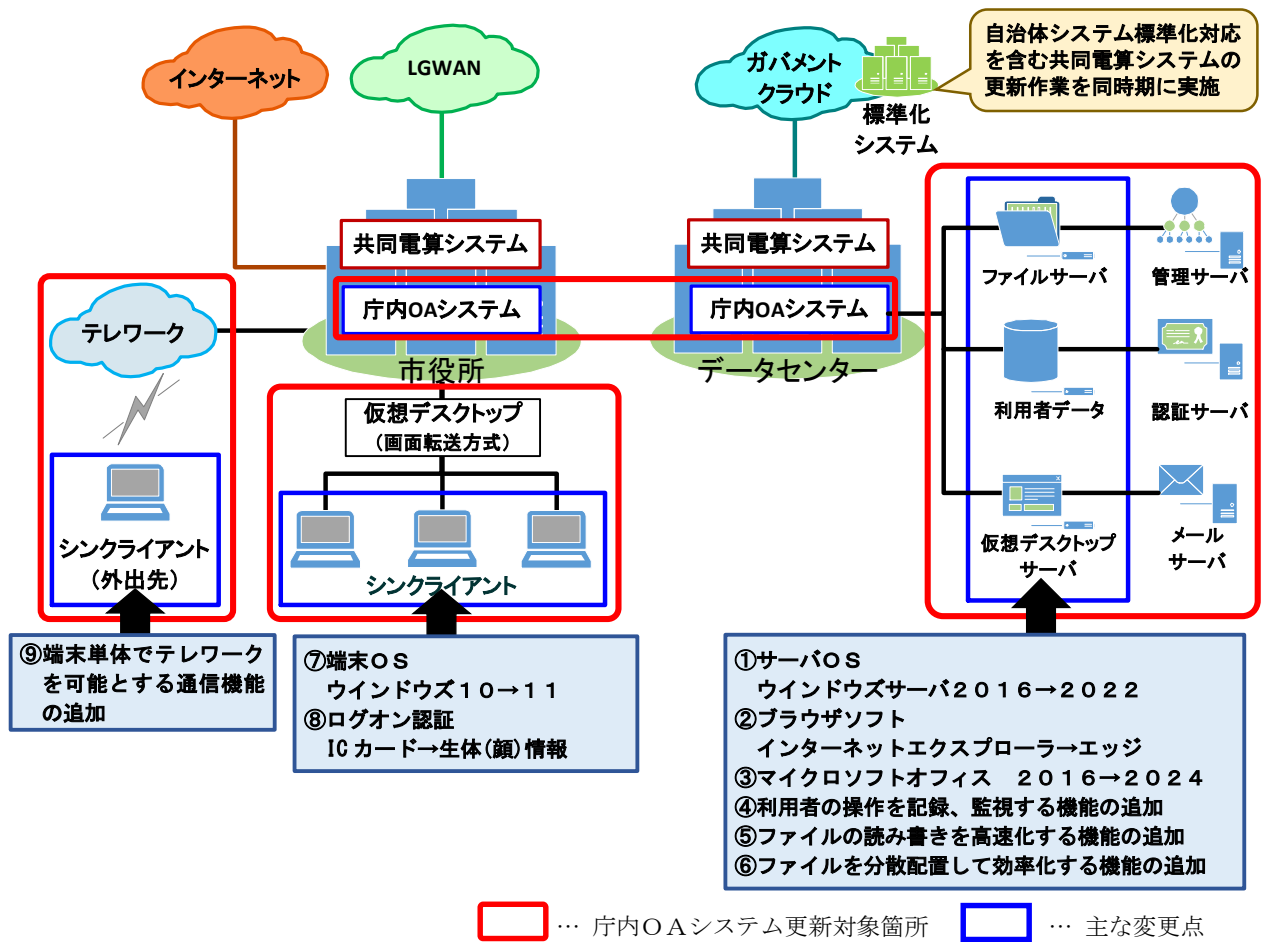 インターネット
LGWAN
ガバメント
クラウド
標準化
システム
自治体システム標準化対応
を含む共同電算システムの
更新作業を同時期に実施
共同電算システム
庁内OAシステム
市役所
共同電算システム
庁内OAシステム
データセンター
テレワーク
シンクライアント
（外出先）
仮想デスクトップ
（画面転送方式）
シンクライアント
ファイルサーバ
管理サーバ
利用者データ
認証サーバ
仮想デスクトップ
サーバ
メール
サーバ
⑨端末単体でテレワーク
を可能とする通信機能
の追加
⑦端末ＯＳ
ウインドウズ１０→１１
⑧ログオン認証
ICカード→生体(顔)情報
①サーバOS
ウインドウズサーバ２０１６→２０２２
②ブラウザソフト
インターネットエクスプローラ→エッジ
③マイクロソフトオフィス　２０１６→２０２４
④利用者の操作を記録、監視する機能の追加
⑤ファイルの読み書きを高速化する機能の追加
⑥ファイルを分散配置して効率化する機能の追加
… 庁内ＯＡシステム更新対象箇所
… 主な変更点